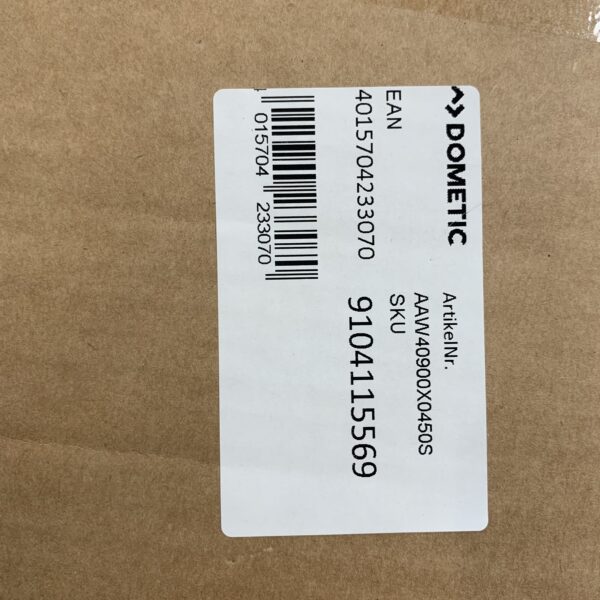 DOMETIC
ArtikelNr.
AAW40900X0450S
SKU
9104115569
EAN
4015704233070
015704 233070